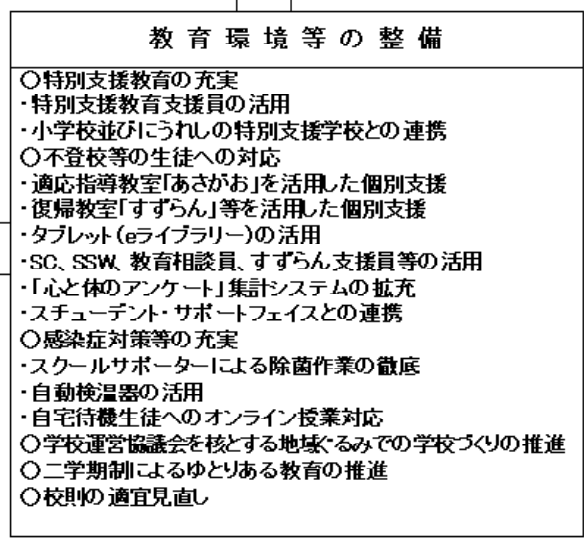 教育環境等の整備
○特別支援教育の充実
・特別支援教育支援員の活用
・小学校並びにうれしの特別支援学校との連携
○不登校等の生徒への対応
・適応指導教室「あさがお」を活用した個別支援
・復帰教室「すずらん」等を活用した個別支援
・タブレット(eライブラリー)の活用
・SC、SSW、教育相談員、すずらん支援員等の活用
・「心と体のアンケート」集計システムの拡充
・スチューデント・サポートフェイスとの連携
○感染症対策等の充実
・スクールサポーターによる除菌作業の徹底
・自動検温器の活用
・自宅待機生徒へのオンライン授業対応
○学校運営協議会を核とする地域ぐるみでの学校づくりの推進
○二学期制によるゆとりある教育の推進
○校則の適宜見直し